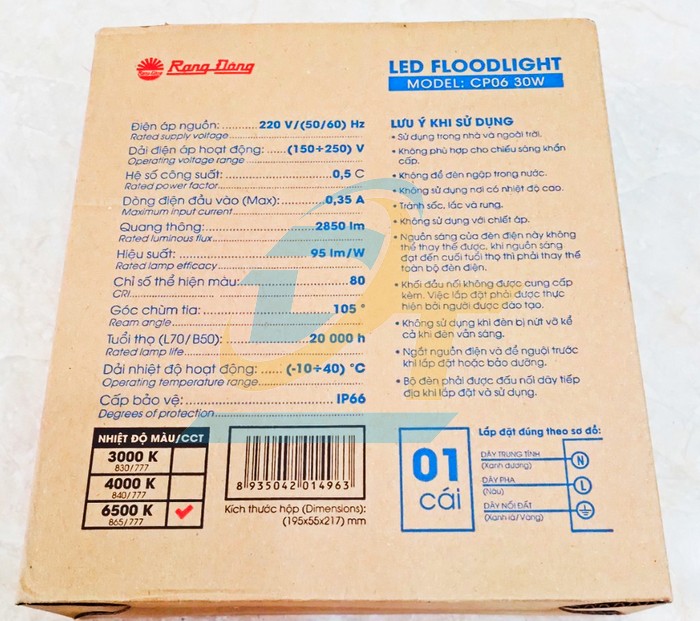 Rạng Đông
LED FLOODLIGHT
MODEL: CP06 30W
Điện áp nguồn: 220 V/(50/60) Hz
Rated supply voltage
Dải điện áp hoạt động: (150÷250) V
Operating voltage range
Hệ số công suất: 0,5 C
Rated power factor
Dòng điện đầu vào (Max): 0,35 A
Maximum input current
Quang thông: 2850 lm
Rated luminous flux
Hiệu suất: 95 lm/W
Rated lamp efficacy
Chỉ số thể hiện màu: 80
CRI
Góc chùm tia: 105 °
Ream angle
Tuổi thọ (L70/B50): 20 000 h
Rated lamp life
Dải nhiệt độ hoạt động: (-10÷40) °C
Operating temperature range
Cấp bảo vệ: IP66
Degrees of protection
LƯU Ý KHI SỬ DỤNG
• Sử dụng trong nhà và ngoài trời.
• Không phù hợp cho chiếu sáng khẩn
cấp.
• Không để đèn ngập trong nước.
• Không sử dụng nơi có nhiệt độ cao.
• Tránh sốc, lắc và rung.
• Không sử dụng với chiết áp.
• Nguồn sáng của đèn điện này không
thể thay thế được, khi nguồn sáng
đạt đến cuối tuổi thọ thì phải thay thế
toàn bộ đèn điện.
• Khối đầu nối không được cung cấp
kèm. Việc lắp đặt phải được thực
hiện bởi người được đào tạo.
• Không sử dụng khi đèn bị nứt vỡ kể
cả khi đèn vẫn sáng.
• Ngắt nguồn điện và để nguội trước
khi lắp đặt hoặc bảo dưỡng.
• Bộ đèn phải được đấu nối dây tiếp
địa khi lắp đặt và sử dụng.
NHIỆT ĐỘ MÀU/CCT
3000 K
830/777
4000 K
840/777
6500 K
865/777
8 935042 014963
Kích thước hộp (Dimensions):
(195x55x217) mm
01
cái
Lắp đặt đúng theo sơ đồ:
DÂY TRUNG TÍNH
(Xanh dương)
N
DÂY PHA
(Nâu)
L
DÂY NỐI ĐẤT
(Xanh lá/Vàng)